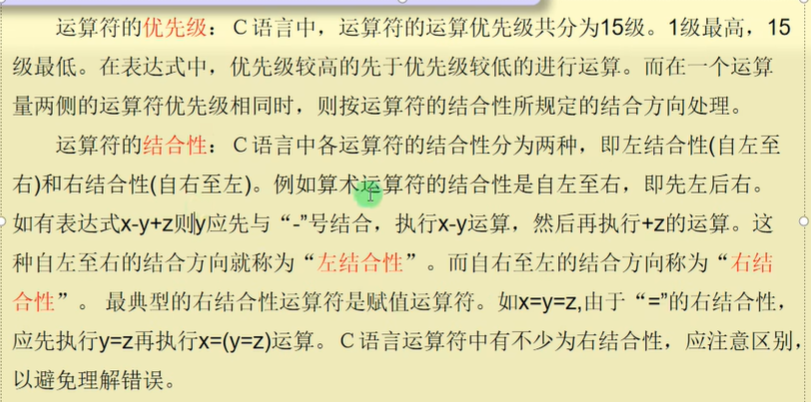 运算符的优先级：C语言中，运算符的运算优先级共分为15级。1级最高，15
级最低。在表达式中，优先级较高的先于优先级较低的进行运算。而在一个运算
量两侧的运算符优先级相同时，则按运算符的结合性所规定的结合方向处理。
运算符的结合性：C语言中各运算符的结合性分为两种，即左结合性(自左至
右)和右结合性(自右至左)。例如算术运算符的结合性是自左至右，即先左后右。
如有表达式x-y+z则y应先与“-”号结合，执行x-y运算，然后再执行+z的运算。这
种自左至右的结合方向就称为“左结合性”。而自右至左的结合方向称为“右结
合性”。 最典型的右结合性运算符是赋值运算符。如x=y=z,由于“=”的右结合性，
应先执行y=z再执行x=(y=z)运算。C语言运算符中有不少为右结合性，应注意区别，
以避免理解错误。